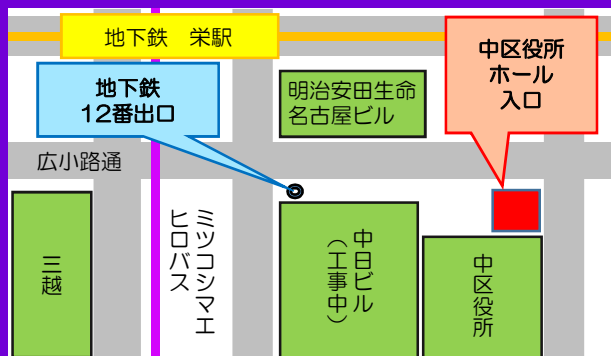 地下鉄　栄駅
中区役所
ホール
入口
地下鉄
12番出口
明治安田生命
名古屋ビル
広小路通
三越
ミツコシマエ
ヒロバス
中日ビル
（工事中）
中区役所